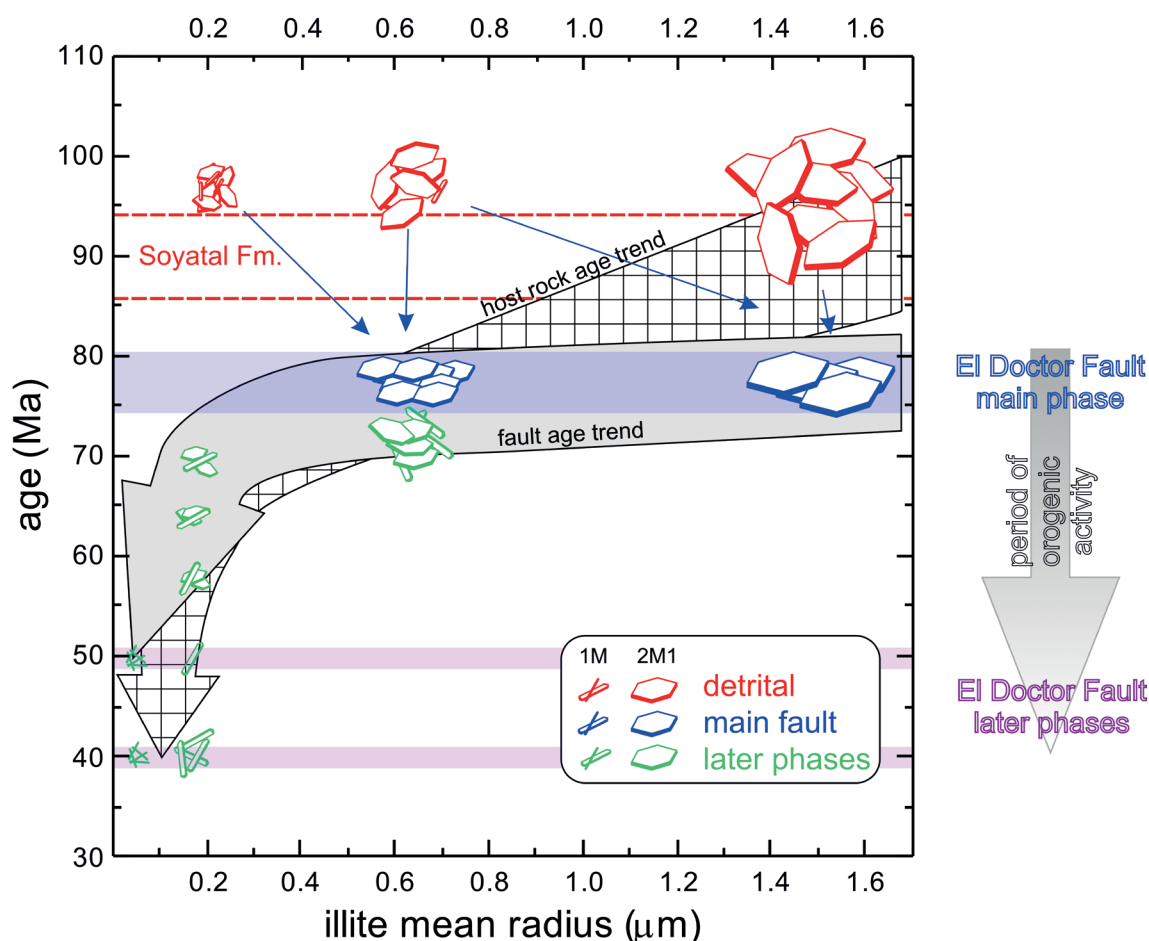 0.2 0.4 0.6 0.8 1.0 1.2 1.4 1.6
110
100
90
80
70
60
50
40
30
age (Ma)
Soyatal Fm.
host rock age trend
fault age trend
1M 2M1
detrital
main fault
later phases
0.2 0.4 0.6 0.8 1.0 1.2 1.4 1.6
illite mean radius (μm)
El Doctor Fault
main phase
period of
orogenic
activity
El Doctor Fault
later phases